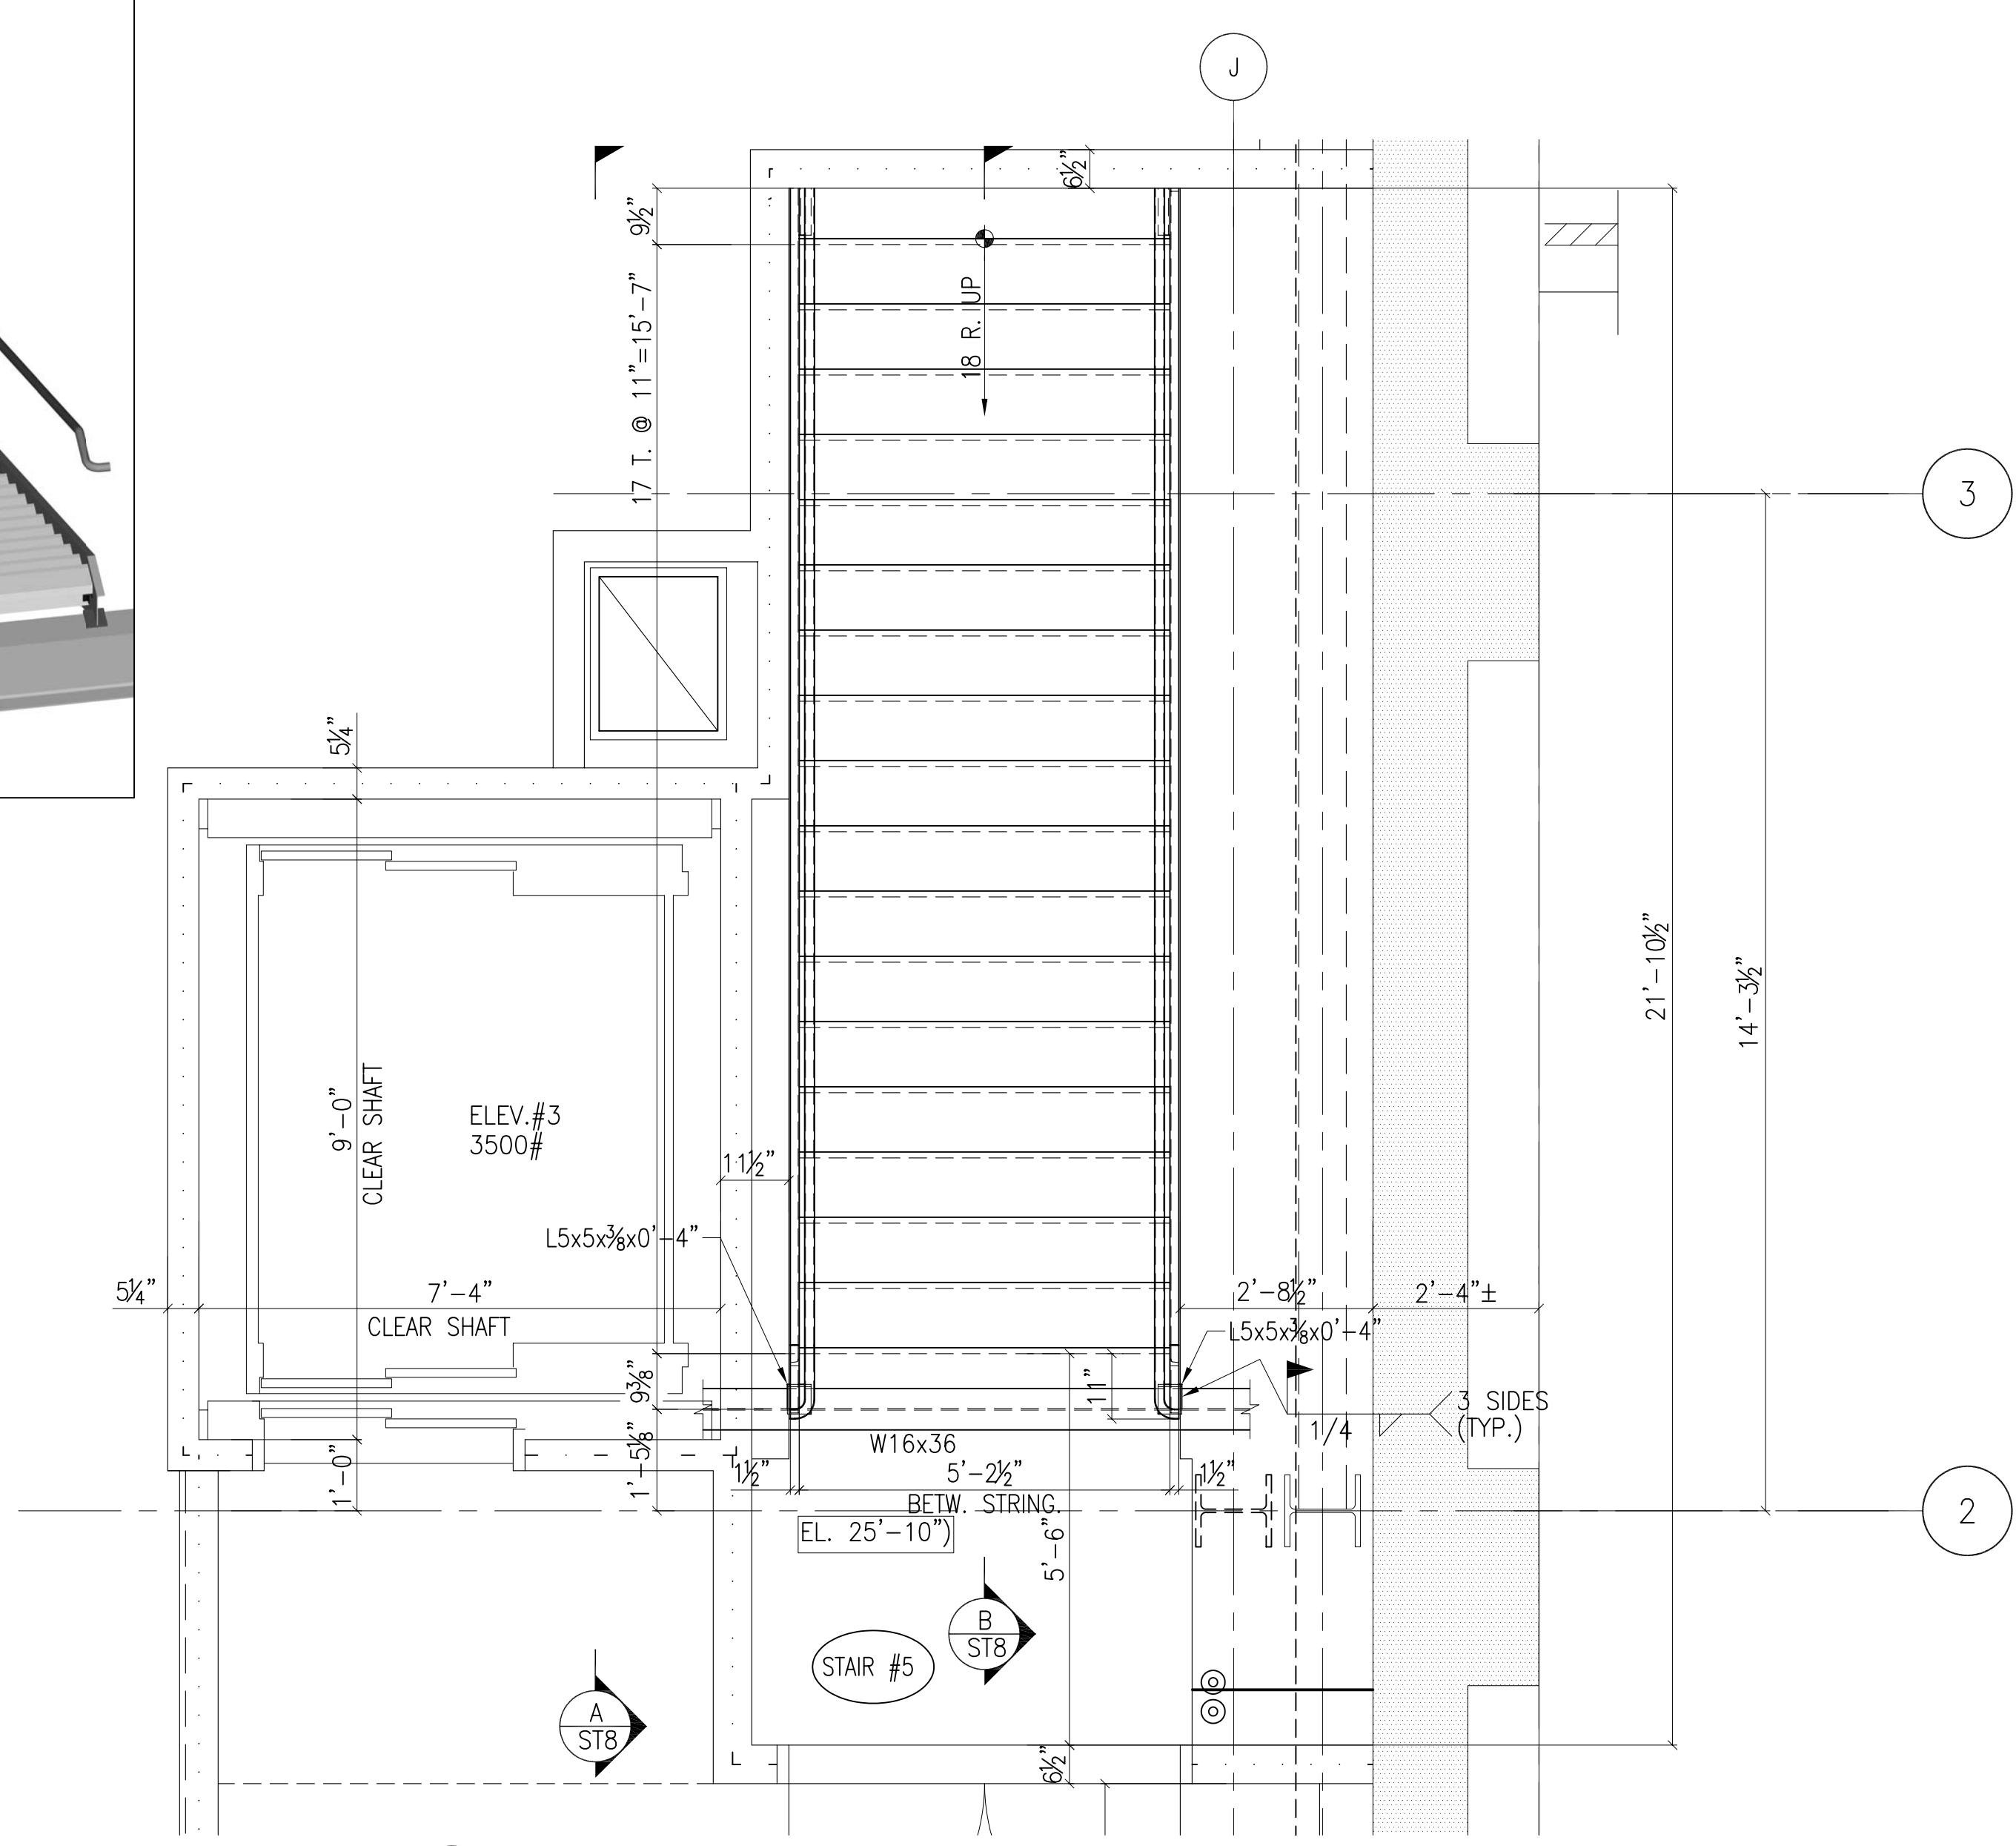 J
6½"
9½"
17 T. @ 11"=15'-7"
18 R. UP
3
5¼"
21'-10½"
14'-3½"
9'-0"
CLEAR SHAFT
ELEV.#3
3500#
11½"
L5x5x⅜x0'-4"
5¼"
7'-4"
CLEAR SHAFT
2'-8½"
2'-4"±
L5x5x⅜x0'-4"
9⅜"
11"
3 SIDES
(TYP.)
1/4
W16x36
1'-0"
1'-5⅛"
1½"
5'-2½"
BETW. STRING.
1½"
EL. 25'-10")
5'-6"
2
B
ST8
STAIR #5
A
ST8
6½"